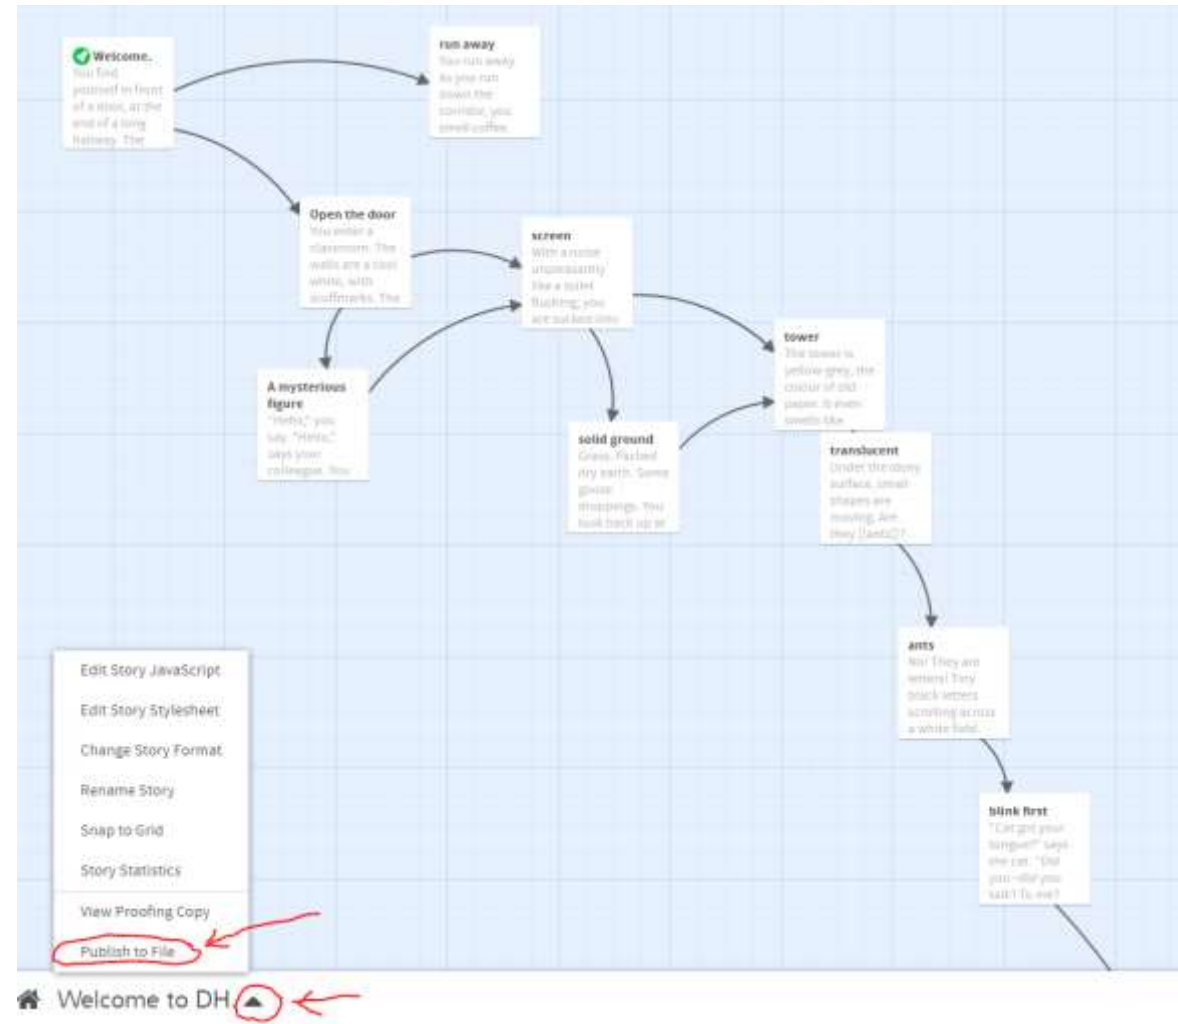 Welcome.
You find
yourself in front
of a door, at the
end of a long
hallway. The
run away
You run away.
As you run
down the
corridor, you
smell coffee.
Open the door
You enter a
classroom. The
walls are a cool
white, with
scuffmarks. The
screen
With a noise
unpleasantly
like a toilet
flushing, you
are sucked into
A mysterious
figure
"Hello," you
say. "Hello,"
says your
colleague. You
tower
The tower is
yellow-grey, the
colour of old
paper. It even
smells like
solid ground
Grass. Packed
dry earth. Some
goose
droppings. You
look back up at
translucent
Under the
surface, small
shapes are
moving. Are
they [[ants]]?
ants
No! They are
letters! Tiny
black letters
scrolling across
a white field.
blink first
"Cat got your
tongue?" says
the cat. "Did
you--did you
talk? To me?
Edit Story JavaScript
Edit Story Stylesheet
Change Story Format
Rename Story
Snap to Grid
Story Statistics
View Proofing Copy
Publish to File
Welcome to DH